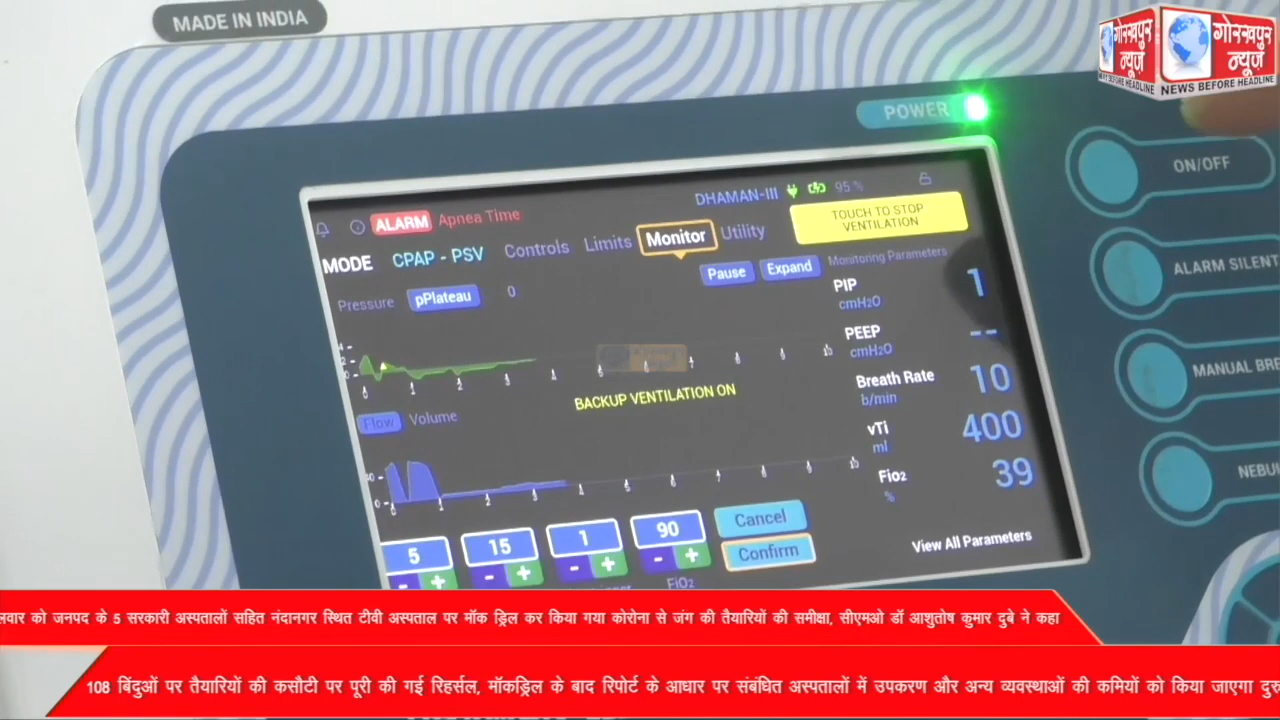 MADE IN INDIA
गोरखपुर
न्यूज़
गोरखपुर
न्यूज़
NEWS BEFORE HEADLINE
POWER
ON/OFF
DHAMAN-III
95 %
ALARM Apnea Time
TOUCH TO STOP
VENTILATION
MODE CPAP - PSV Controls Limits Monitor Utility
ALARM SILENT
Pause Expand Monitoring Parameters
Pressure pPlateau 0
PIP 1
cmH2O
PEEP --
cmH2O
MANUAL BRE
Breath Rate 10
b/min
BACKUP VENTILATION ON
Flow Volume
vTi 400
ml
Fio2 39
%
NEBU
5 15 1 90
- + - + - + - +
Cancel
Confirm
FiO2
View All Parameters
लवार को जनपद के 5 सरकारी अस्पतालों सहित नंदानगर स्थित टीवी अस्पताल पर मॉक ड्रिल कर किया गया कोरोना से जंग की तैयारियों की समीक्षा, सीएमओ डॉ आशुतोष कुमार दुबे ने कहा
108 बिंदुओं पर तैयारियों की कसौटी पर पूरी की गई रिहर्सल, मॉकड्रिल के बाद रिपोर्ट के आधार पर संबंधित अस्पतालों में उपकरण और अन्य व्यवस्थाओं की कमियों को किया जाएगा दुरु